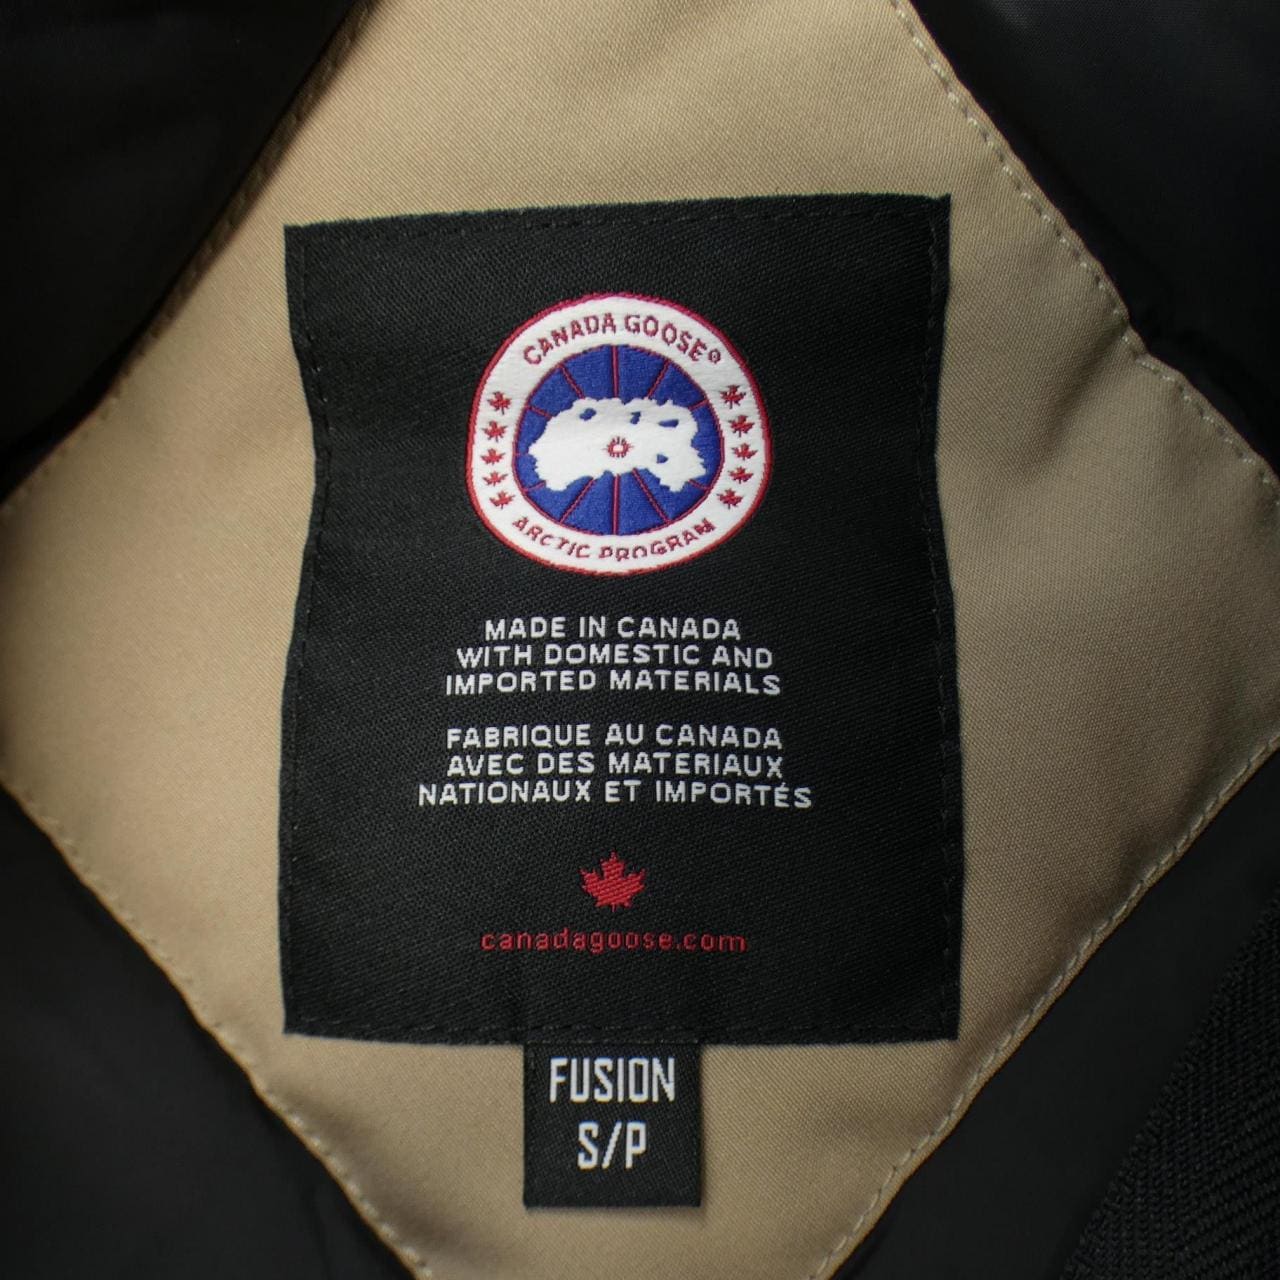 CANADA GOOSE®
ARCTIC PROGRAM
MADE IN CANADA
WITH DOMESTIC AND
IMPORTED MATERIALS
FABRIQUE AU CANADA
AVEC DES MATERIAUX
NATIONAUX ET IMPORTÉS
canadagoose.com
FUSION
S/P